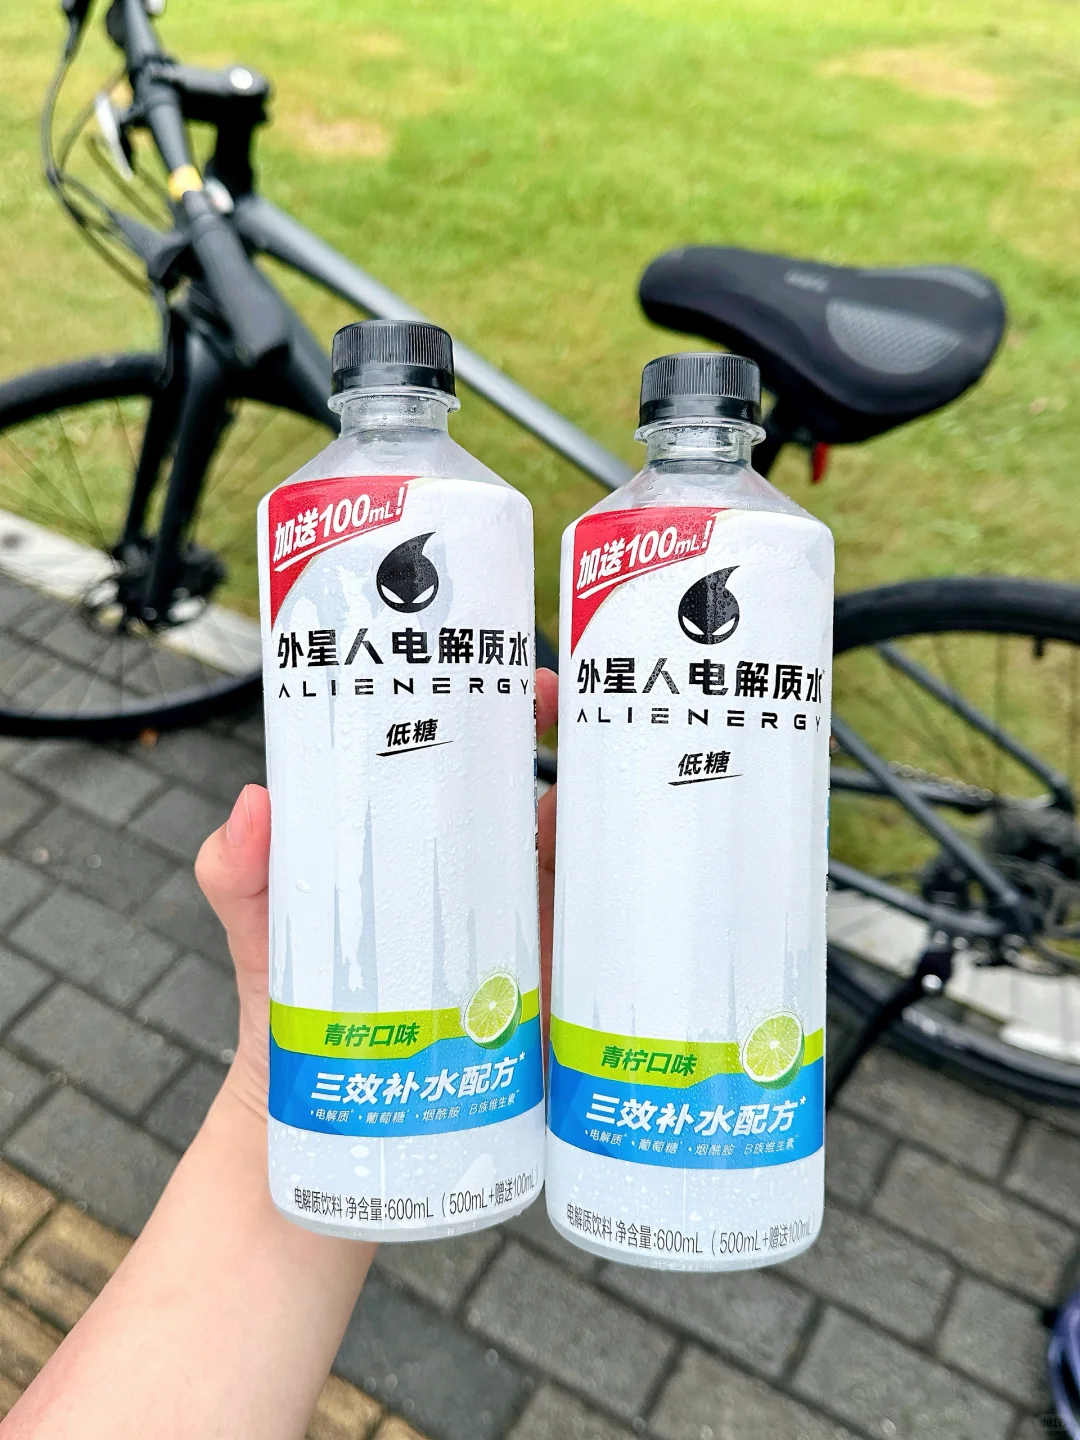 加送100mL!
外星人电解质水
ALIENERGY
低糖
青柠口味
三效补水配方*
·电解质^ ·葡萄糖^ ·烟酰胺 B族维生素^
电解质饮料 净含量:600mL (500mL+赠送100mL)
加送100mL!
外星人电解质水
ALIENERGY
低糖
青柠口味
三效补水配方*
·电解质^ ·葡萄糖^ ·烟酰胺 B族维生素^
电解质饮料 净含量:600mL (500mL+赠送100mL